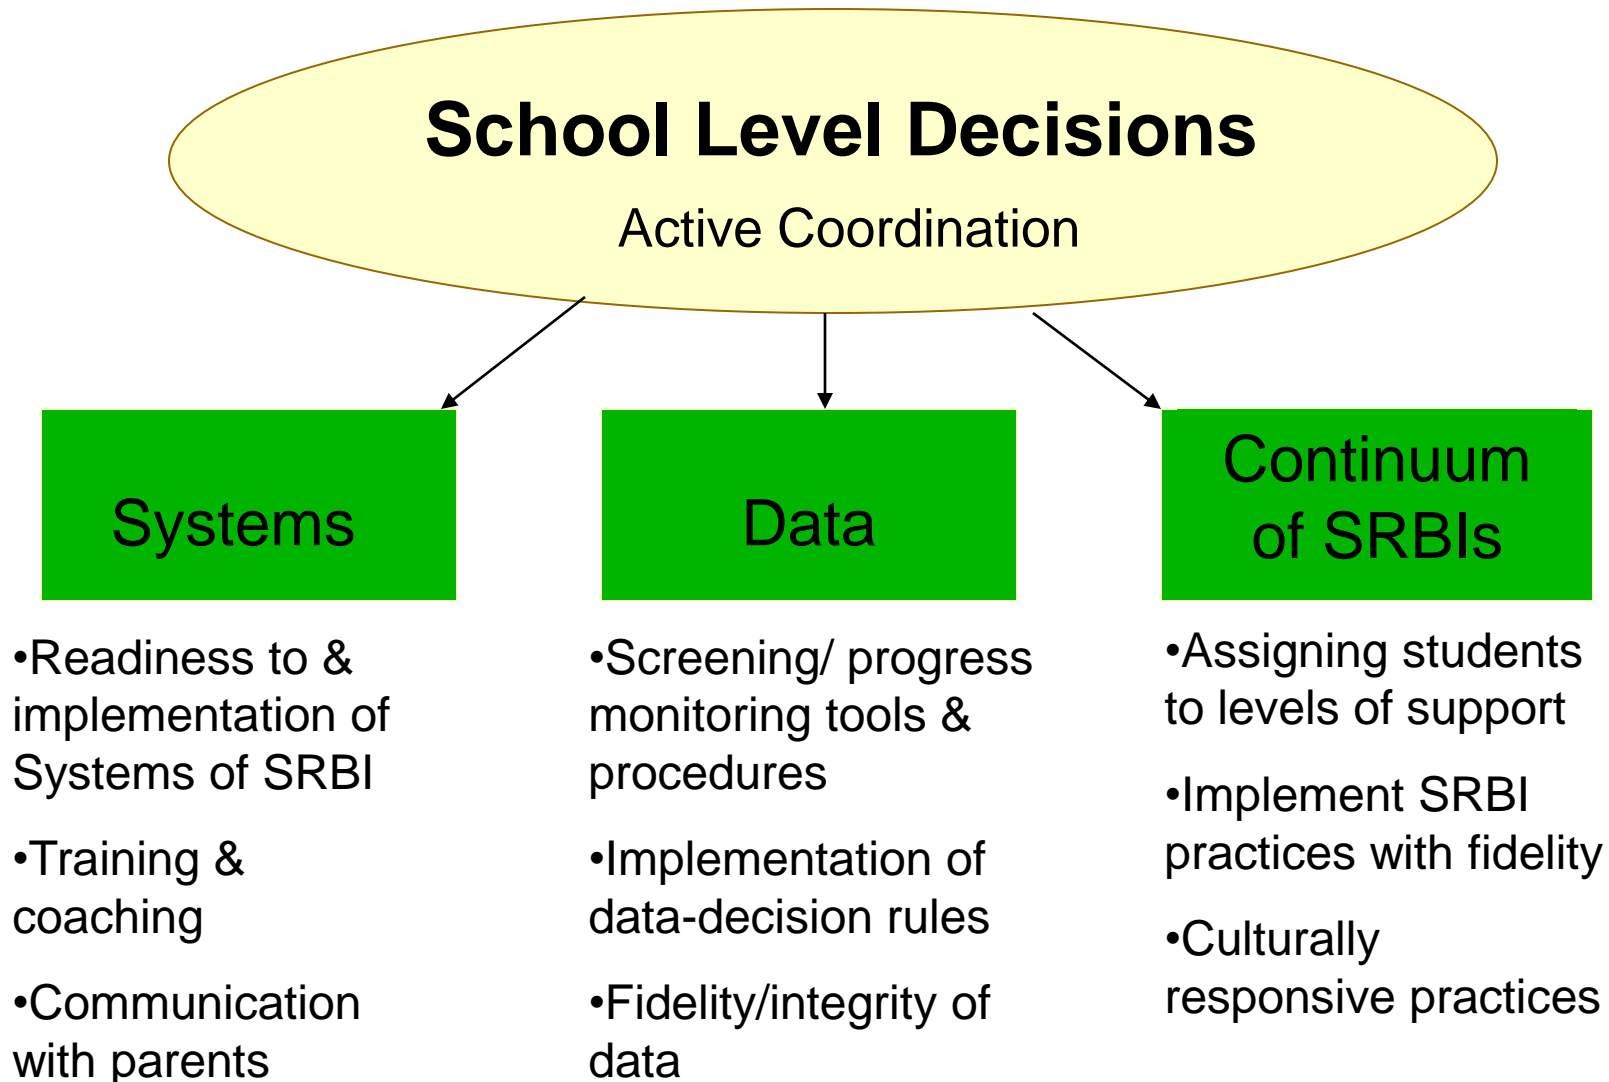 School Level Decisions
Active Coordination
Systems
•Readiness to &
implementation of
Systems of SRBI
•Training &
coaching
•Communication
with parents
Data
•Screening/ progress
monitoring tools &
procedures
•Implementation of
data-decision rules
•Fidelity/integrity of
data
Continuum
of SRBIs
•Assigning students
to levels of support
•Implement SRBI
practices with fidelity
•Culturally
responsive practices